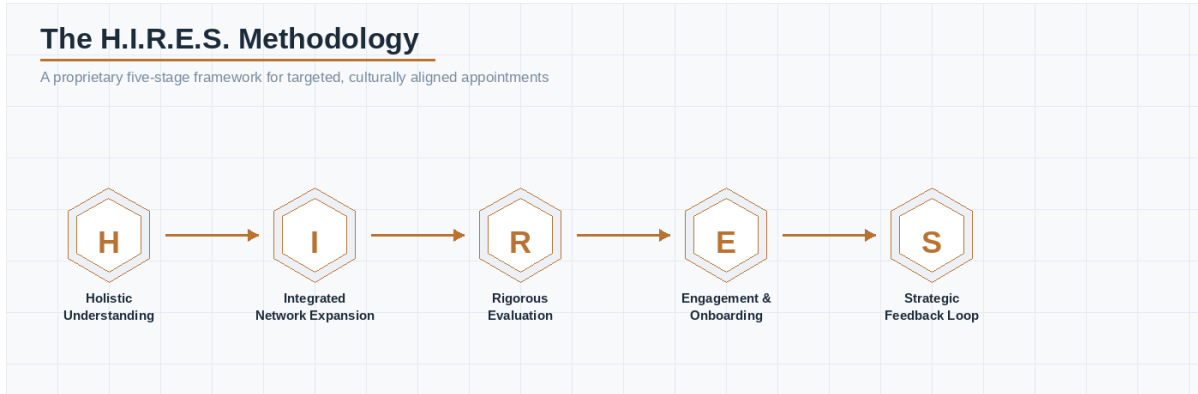 The H.I.R.E.S. Methodology
A proprietary five-stage framework for targeted, culturally aligned appointments
H
I
R
E
S
Holistic
Understanding
Integrated
Network Expansion
Rigorous
Evaluation
Engagement &
Onboarding
Strategic
Feedback Loop